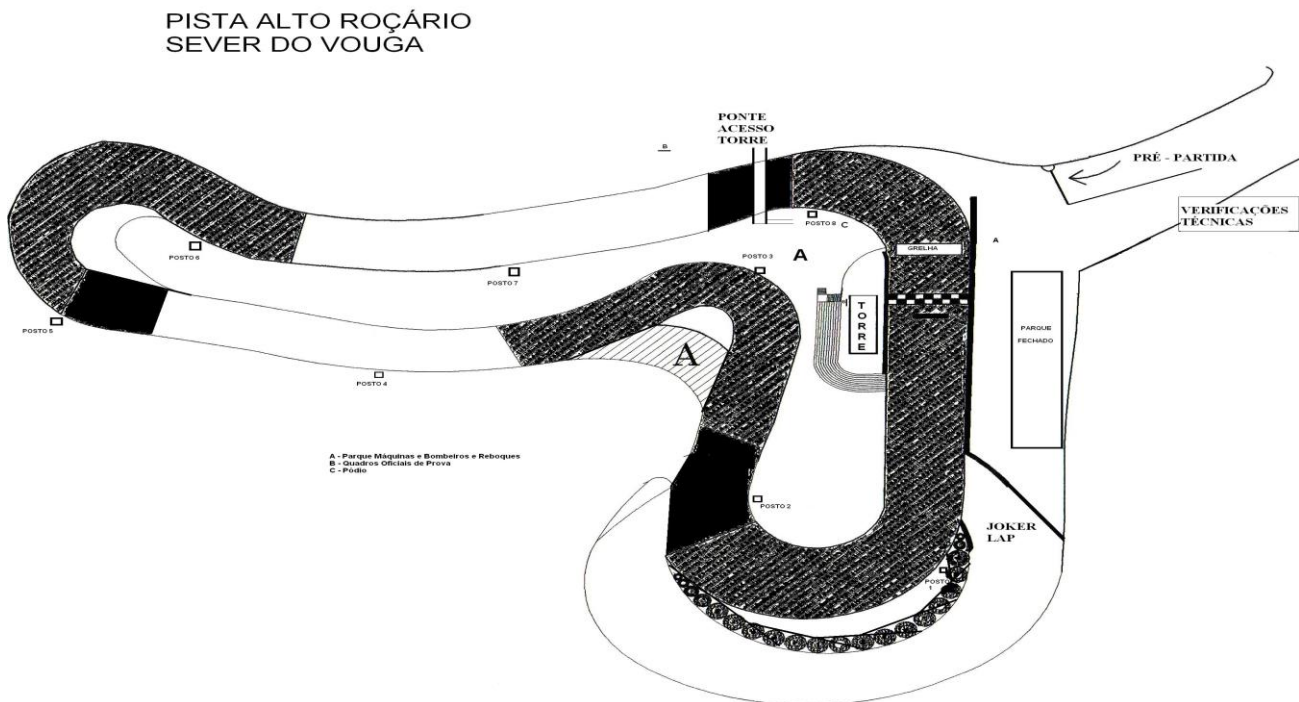 PISTA ALTO ROÇÁRIO
SEVER DO VOUGA
PONTE
ACESSO
TORRE
B
PRÉ - PARTIDA
VERIFICAÇÕES
TÉCNICAS
POSTO 8
C
A
GRELHA
A
POSTO 6
POSTO 7
POSTO 3
TORRE
PARQUE
FECHADO
POSTO 5
A
POSTO 4
A - Parque Máquinas e Bombeiros e Reboques
B - Quadros Oficiais de Prova
C - Pódio
POSTO 2
JOKER
LAP
POSTO
1